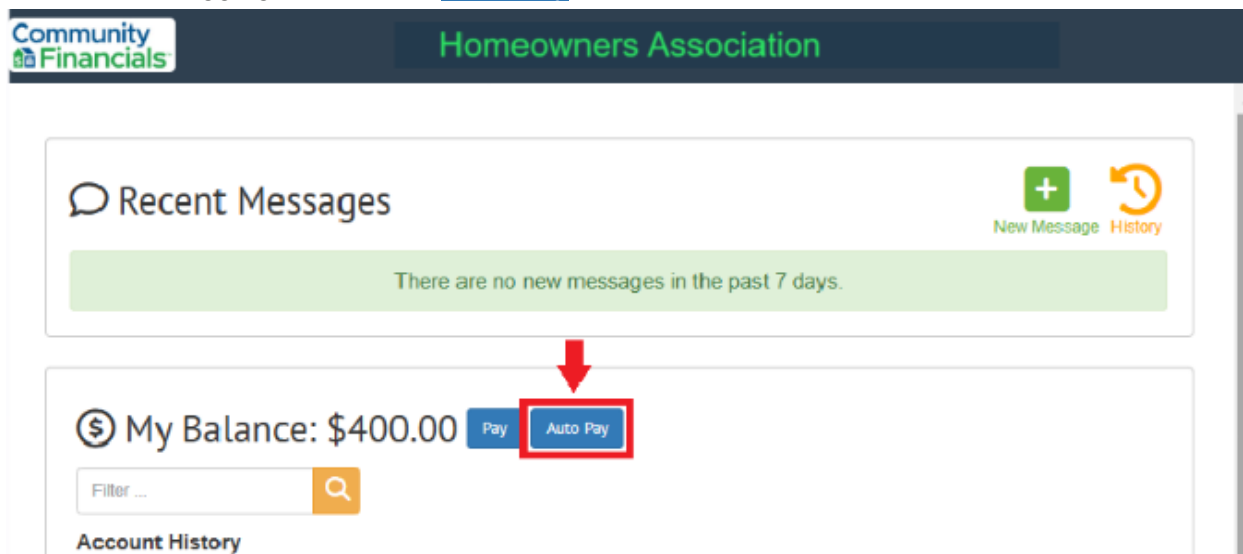 Community
Financials
Homeowners Association
Recent Messages
New Message History
There are no new messages in the past 7 days.
My Balance: $400.00 Pay Auto Pay
Filter ...
Account History